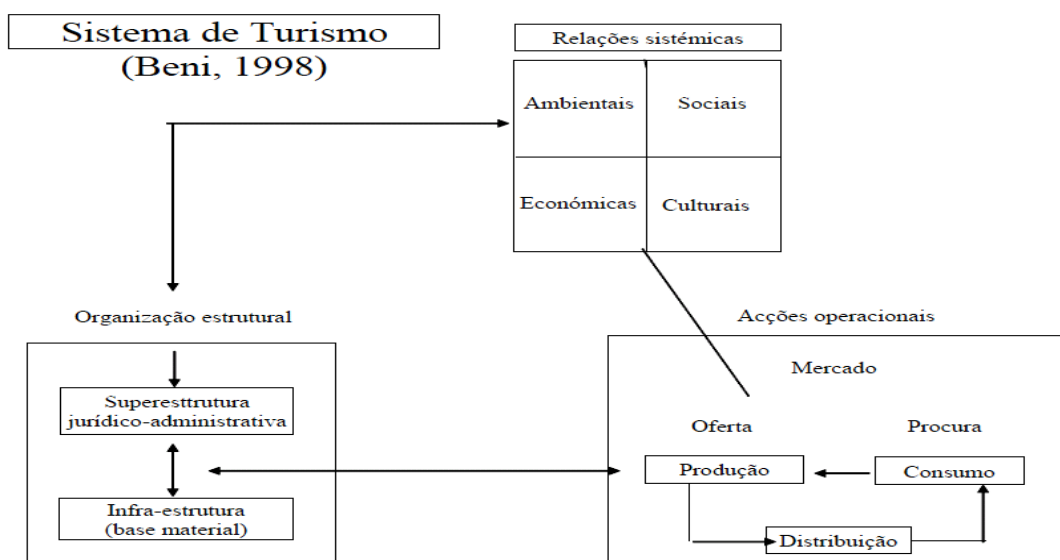 Sistema de Turismo
(Beni, 1998)
Relações sistémicas
Ambientais
Sociais
Económicas
Culturais
Organização estrutural
Superesttrutura
jurídico-administrativa
Infra-estrutura
(base material)
Acções operacionais
Mercado
Oferta
Procura
Produção
Consumo
Distribuição